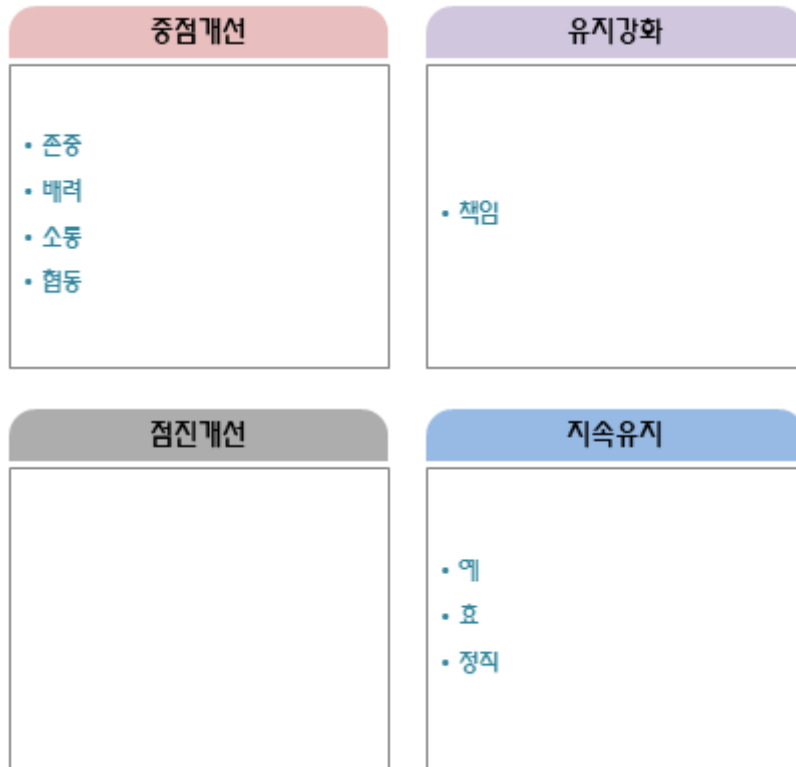 중점개선
• 존중
• 배려
• 소통
• 협동
유지강화
• 책임
점진개선
지속유지
• 예
• 효
• 정직